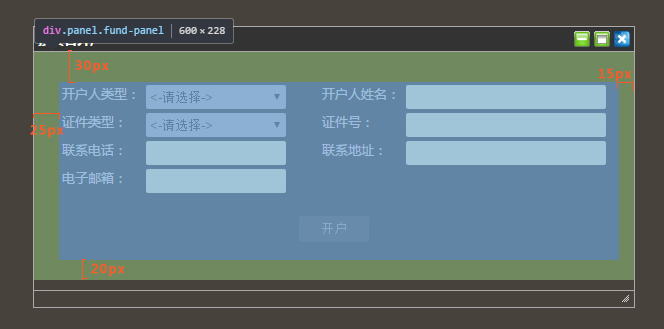 div.panel.fund-panel 600 × 228
30px
15px
开户人类型： <-请选择-> 开户人姓名：
25px
证件类型： <-请选择-> 证件号：
联系电话： 联系地址：
电子邮箱：
开户
20px